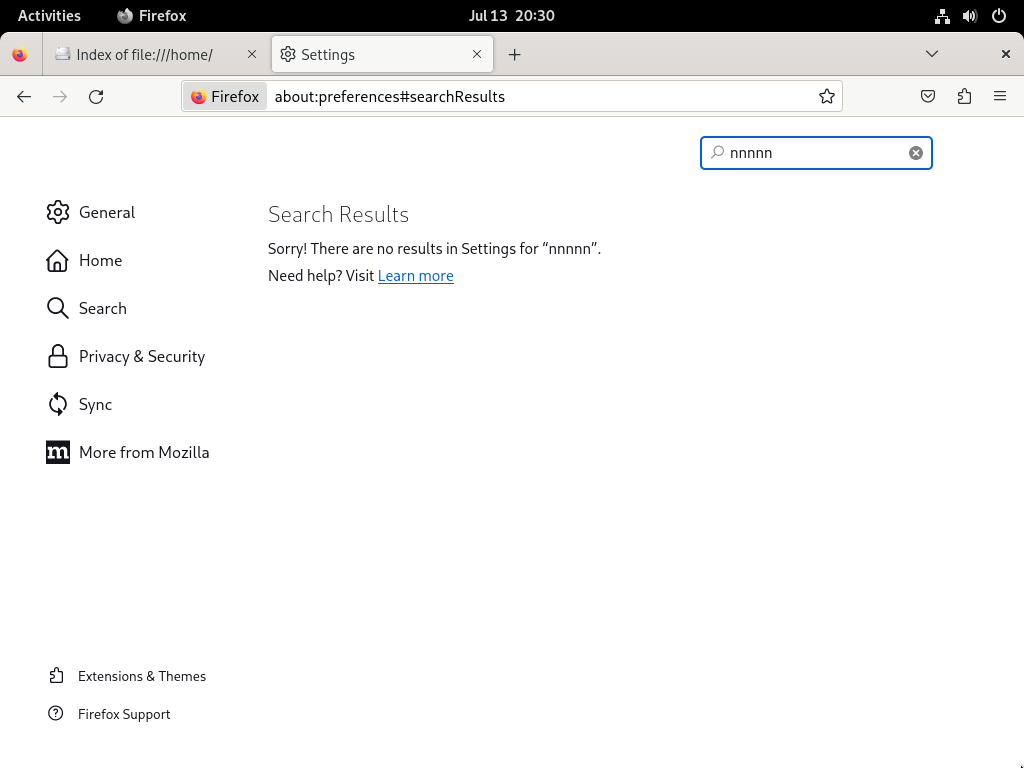 Activities Firefox Jul 13 20:30
Index of file:///home/ Settings
Firefox about:preferences#searchResults
nnnnn
General
Home
Search
Privacy & Security
Sync
m More from Mozilla
Search Results
Sorry! There are no results in Settings for “nnnnn”.
Need help? Visit Learn more
Extensions & Themes
Firefox Support